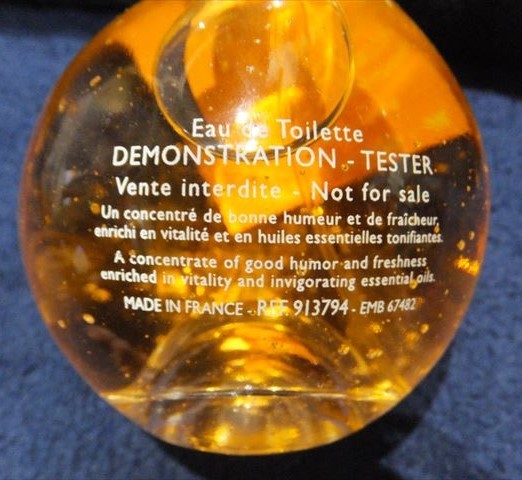 Eau de Toilette
DEMONSTRATION - TESTER
Vente interdite - Not for sale
Un concentré de bonne humeur et de fraîcheur,
enrichi en vitalité et en huiles essentielles tonifiantes.
A concentrate of good humor and freshness
enriched in vitality and invigorating essential oils.
MADE IN FRANCE - REF. 913794 - EMB 67482